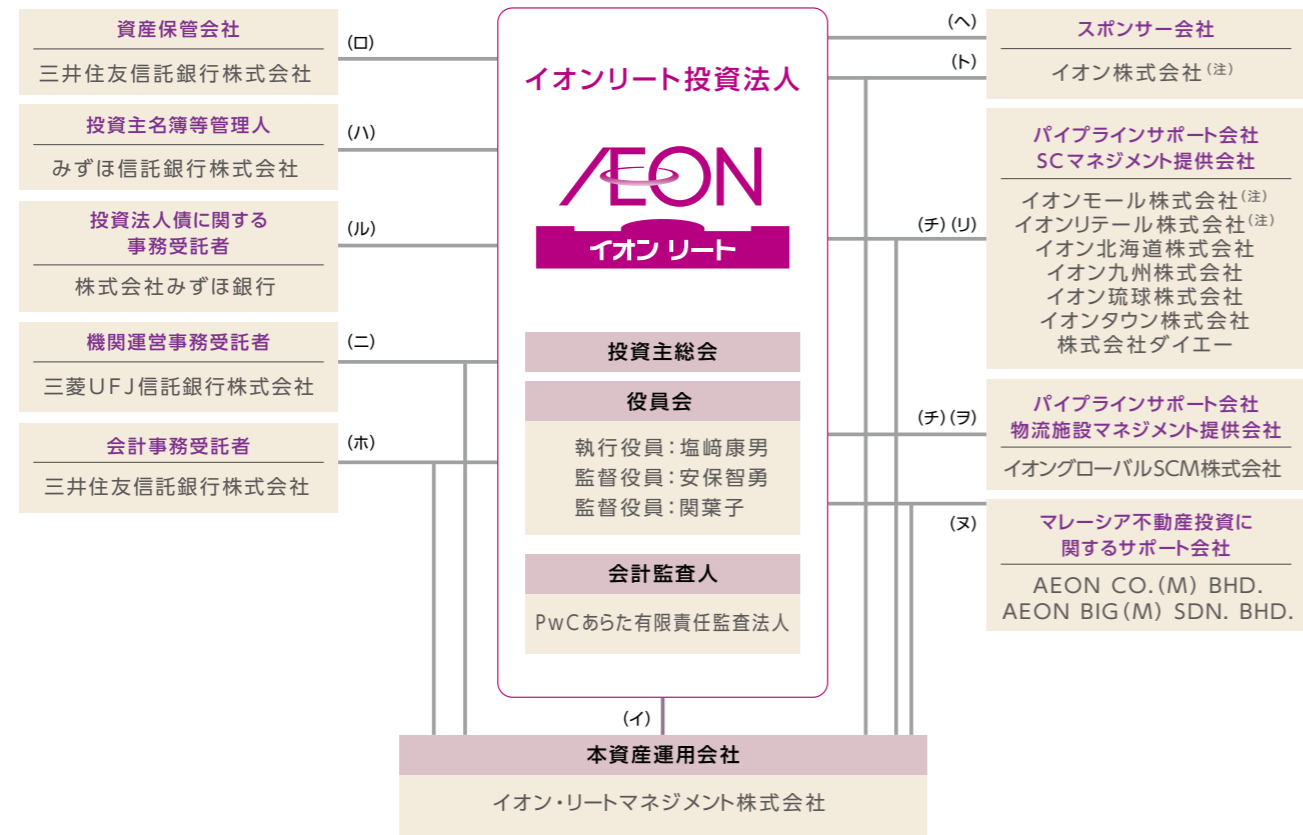 資産保管会社
三井住友信託銀行株式会社
(ロ)
投資主名簿等管理人
みずほ信託銀行株式会社
(ハ)
投資法人債に関する
事務受託者
株式会社みずほ銀行
(ル)
機関運営事務受託者
三菱UFJ信託銀行株式会社
(ニ)
会計事務受託者
三井住友信託銀行株式会社
(ホ)
イオンリート投資法人
AEON
イオン リート
投資主総会
役員会
執行役員：塩﨑康男
監督役員：安保智勇
監督役員：関葉子
会計監査人
PwCあらた有限責任監査法人
(イ)
本資産運用会社
イオン・リートマネジメント株式会社
(ヘ)
(ト)
スポンサー会社
イオン株式会社(注)
(チ)(リ)
パイプラインサポート会社
SCマネジメント提供会社
イオンモール株式会社(注)
イオンリテール株式会社(注)
イオン北海道株式会社
イオン九州株式会社
イオン琉球株式会社
イオンタウン株式会社
株式会社ダイエー
(チ)(ヲ)
パイプラインサポート会社
物流施設マネジメント提供会社
イオングローバルSCM株式会社
(ヌ)
マレーシア不動産投資に
関するサポート会社
AEON CO.(M) BHD.
AEON BIG(M) SDN. BHD.